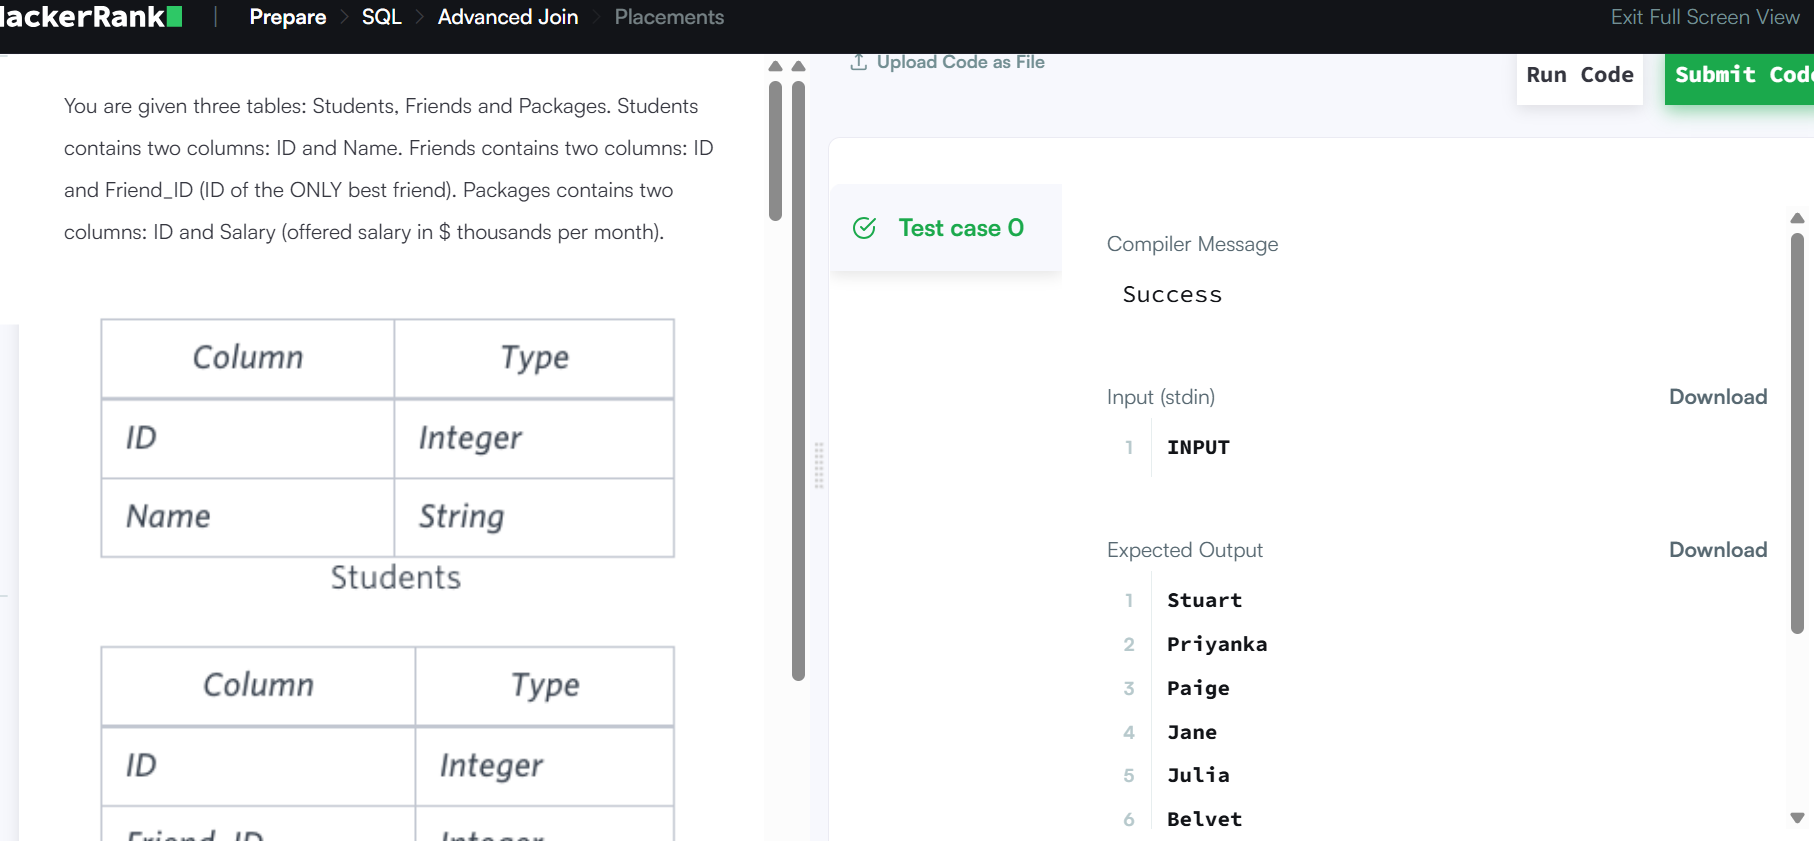 HackerRank | Prepare > SQL > Advanced Join > Placements Exit Full Screen View
You are given three tables: Students, Friends and Packages. Students
contains two columns: ID and Name. Friends contains two columns: ID
and Friend_ID (ID of the ONLY best friend). Packages contains two
columns: ID and Salary (offered salary in $ thousands per month).
Column Type
ID Integer
Name String
Students
Column Type
ID Integer
Friend_ID Integer
Upload Code as File
Run Code
Submit Code
Test case 0
Compiler Message
Success
Input (stdin) Download
1 INPUT
Expected Output Download
1 Stuart
2 Priyanka
3 Paige
4 Jane
5 Julia
6 Belvet